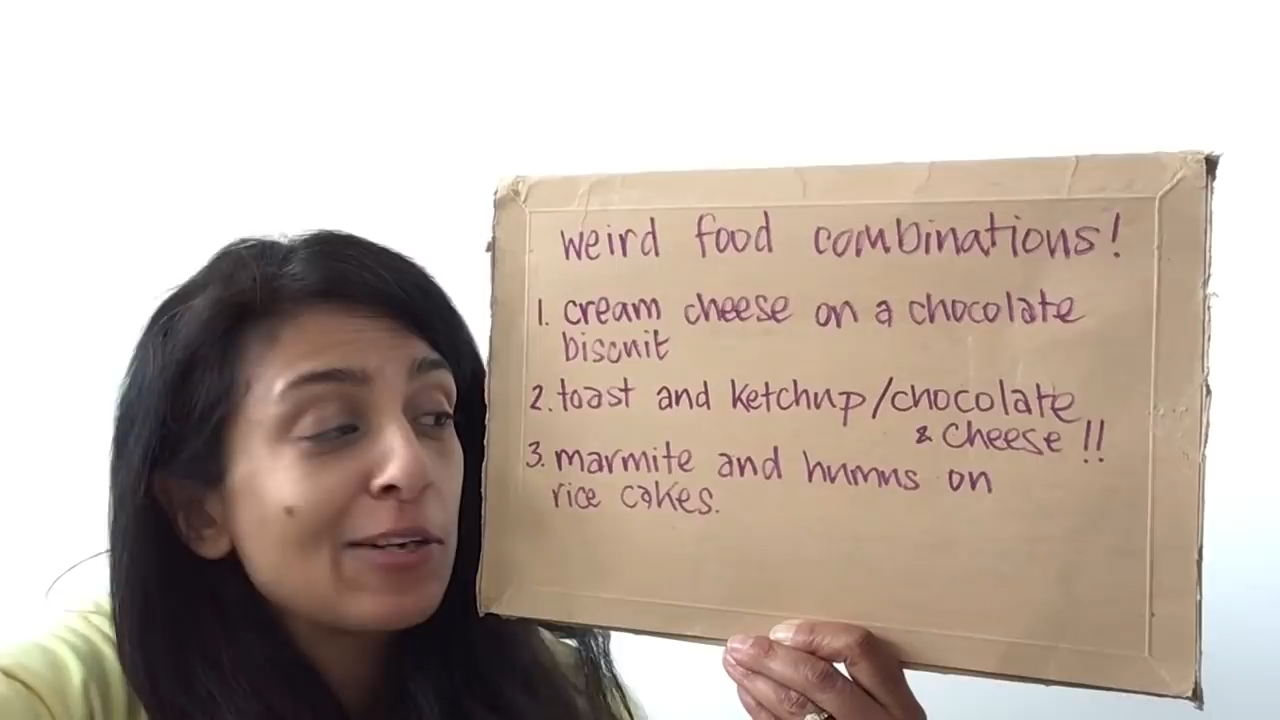 weird food combinations!
1. cream cheese on a chocolate
biscuit
2. toast and ketchup/chocolate
& cheese!!
3. marmite and humus on
rice cakes.